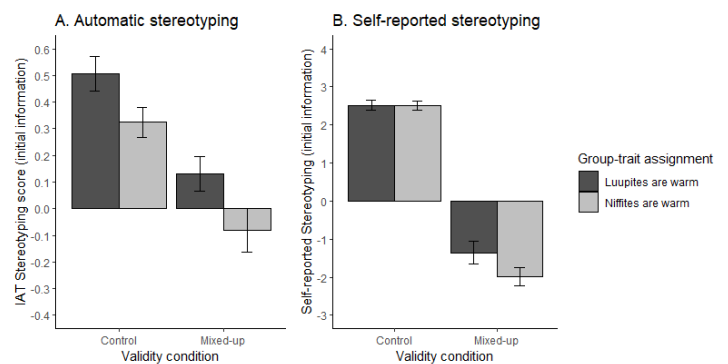 A. Automatic stereotyping
IAT Stereotyping score (initial information)
0.6
0.5
0.4
0.3
0.2
0.1
0.0
-0.1
-0.2
-0.3
-0.4
Control
Mixed-up
Validity condition
B. Self-reported stereotyping
Self-reported Stereotyping (initial information)
4
3
2
1
0
-1
-2
-3
Control
Mixed-up
Validity condition
Group-trait assignment
Luupites are warm
Niffites are warm